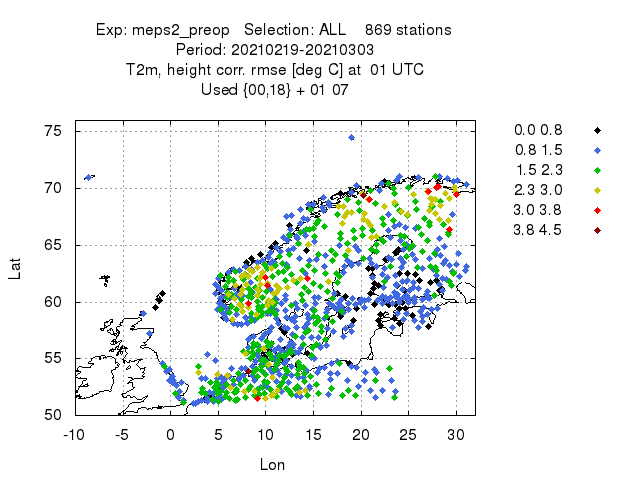 Exp: meps2_preop   Selection: ALL    869 stations
Period: 20210219-20210303
T2m, height corr. rmse [deg C] at  01 UTC
Used {00,18} + 01 07
0.0 0.8
0.8 1.5
1.5 2.3
2.3 3.0
3.0 3.8
3.8 4.5
75
70
65
60
55
50
Lat
-10 -5 0 5 10 15 20 25 30
Lon